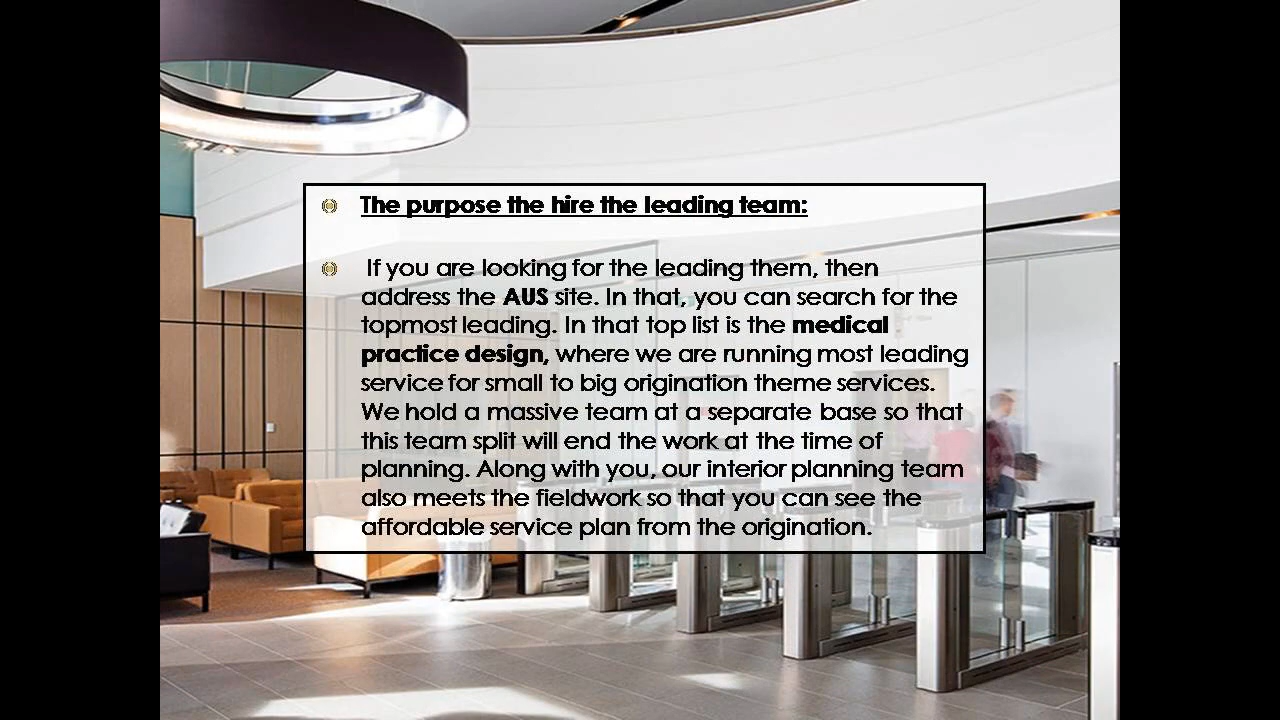 The purpose the hire the leading team:
If you are looking for the leading them, then
address the AUS site. In that, you can search for the
topmost leading. In that top list is the medical
practice design, where we are running most leading
service for small to big origination theme services.
We hold a massive team at a separate base so that
this team split will end the work at the time of
planning. Along with you, our interior planning team
also meets the fieldwork so that you can see the
affordable service plan from the origination.